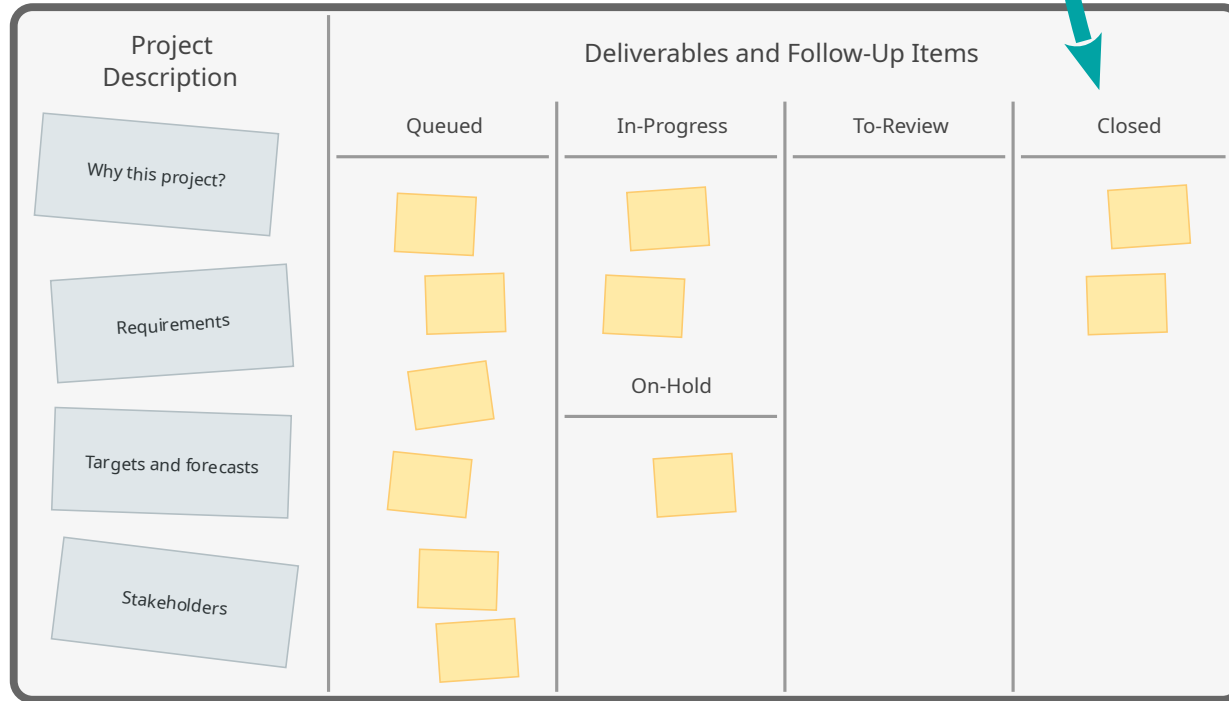 Project
Description
Deliverables and Follow-Up Items
Queued
In-Progress
To-Review
Closed
Why this project?
Requirements
On-Hold
Targets and forecasts
Stakeholders